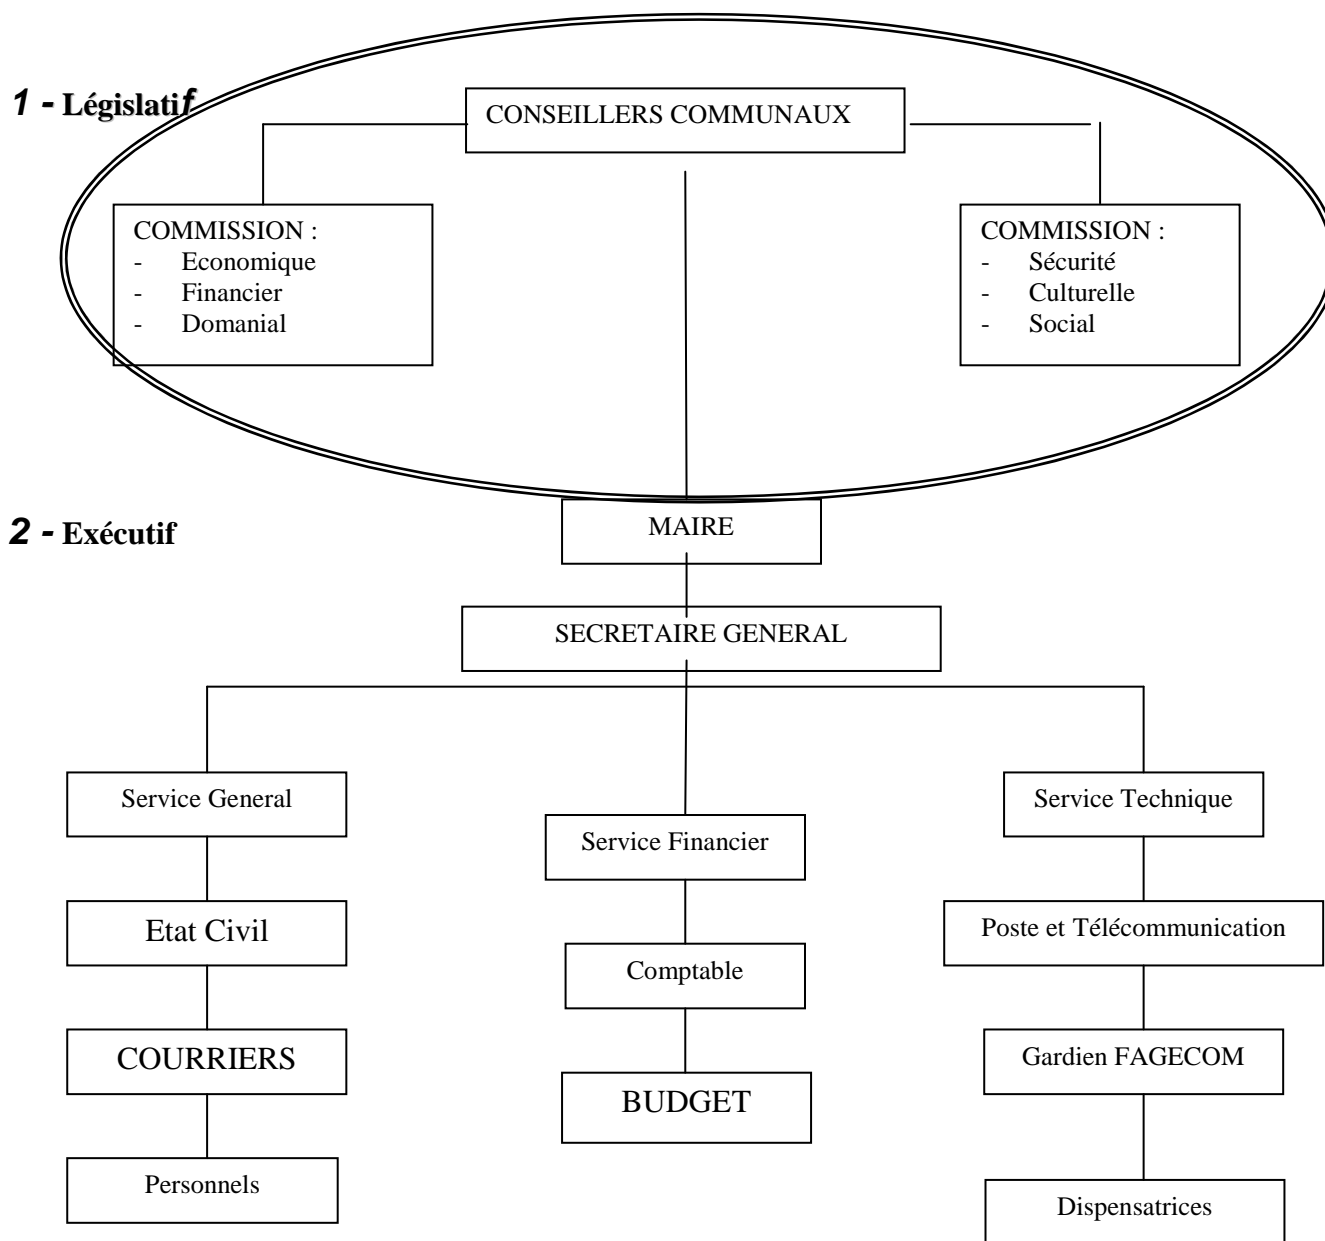 1 - Législatif
CONSEILLERS COMMUNAUX
COMMISSION :
- Economique
- Financier
- Domanial
COMMISSION :
- Sécurité
- Culturelle
- Social
MAIRE
2 - Exécutif
SECRETAIRE GENERAL
Service General
Service Financier
Service Technique
Etat Civil
Comptable
Poste et Télécommunication
COURRIERS
BUDGET
Gardien FAGECOM
Personnels
Dispensatrices